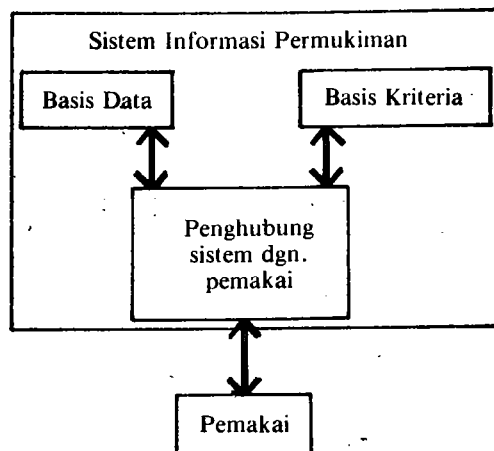 Sistem Informasi Permukiman
Basis Data
Basis Kriteria
Penghubung
sistem dgn.
pemakai
Pemakai